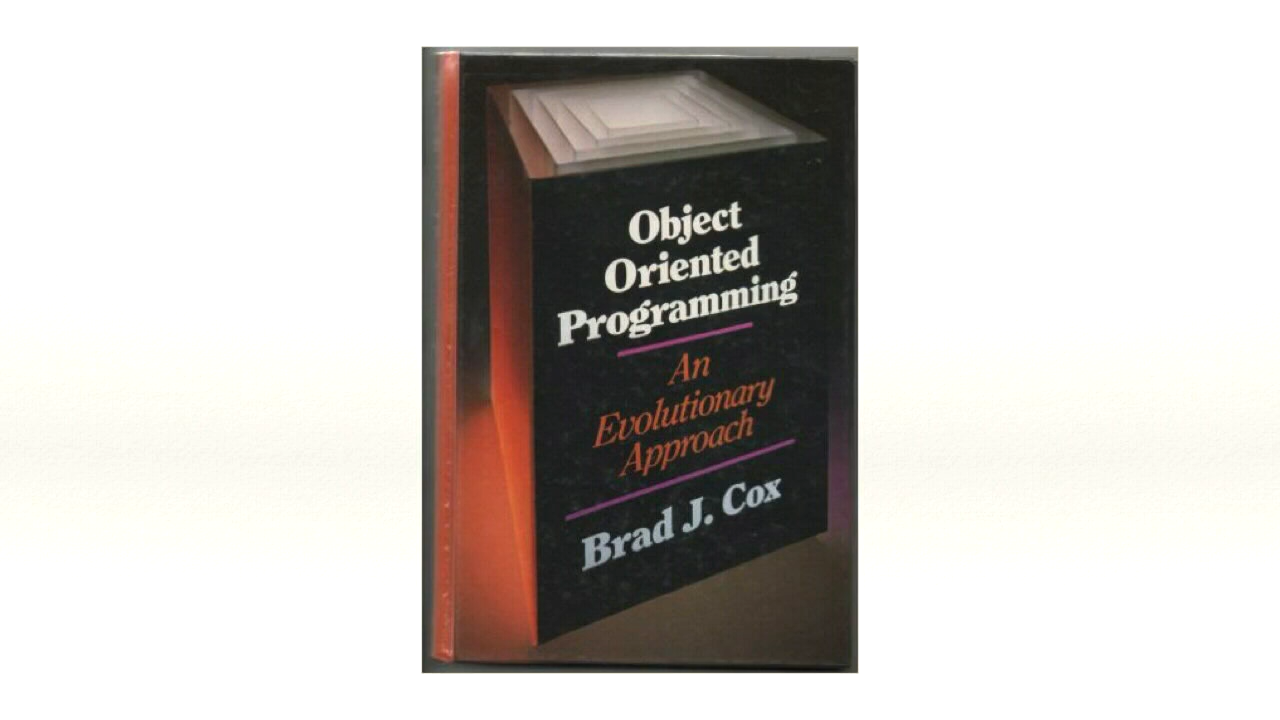 Object
Oriented
Programming
An
Evolutionary
Approach
Brad J. Cox